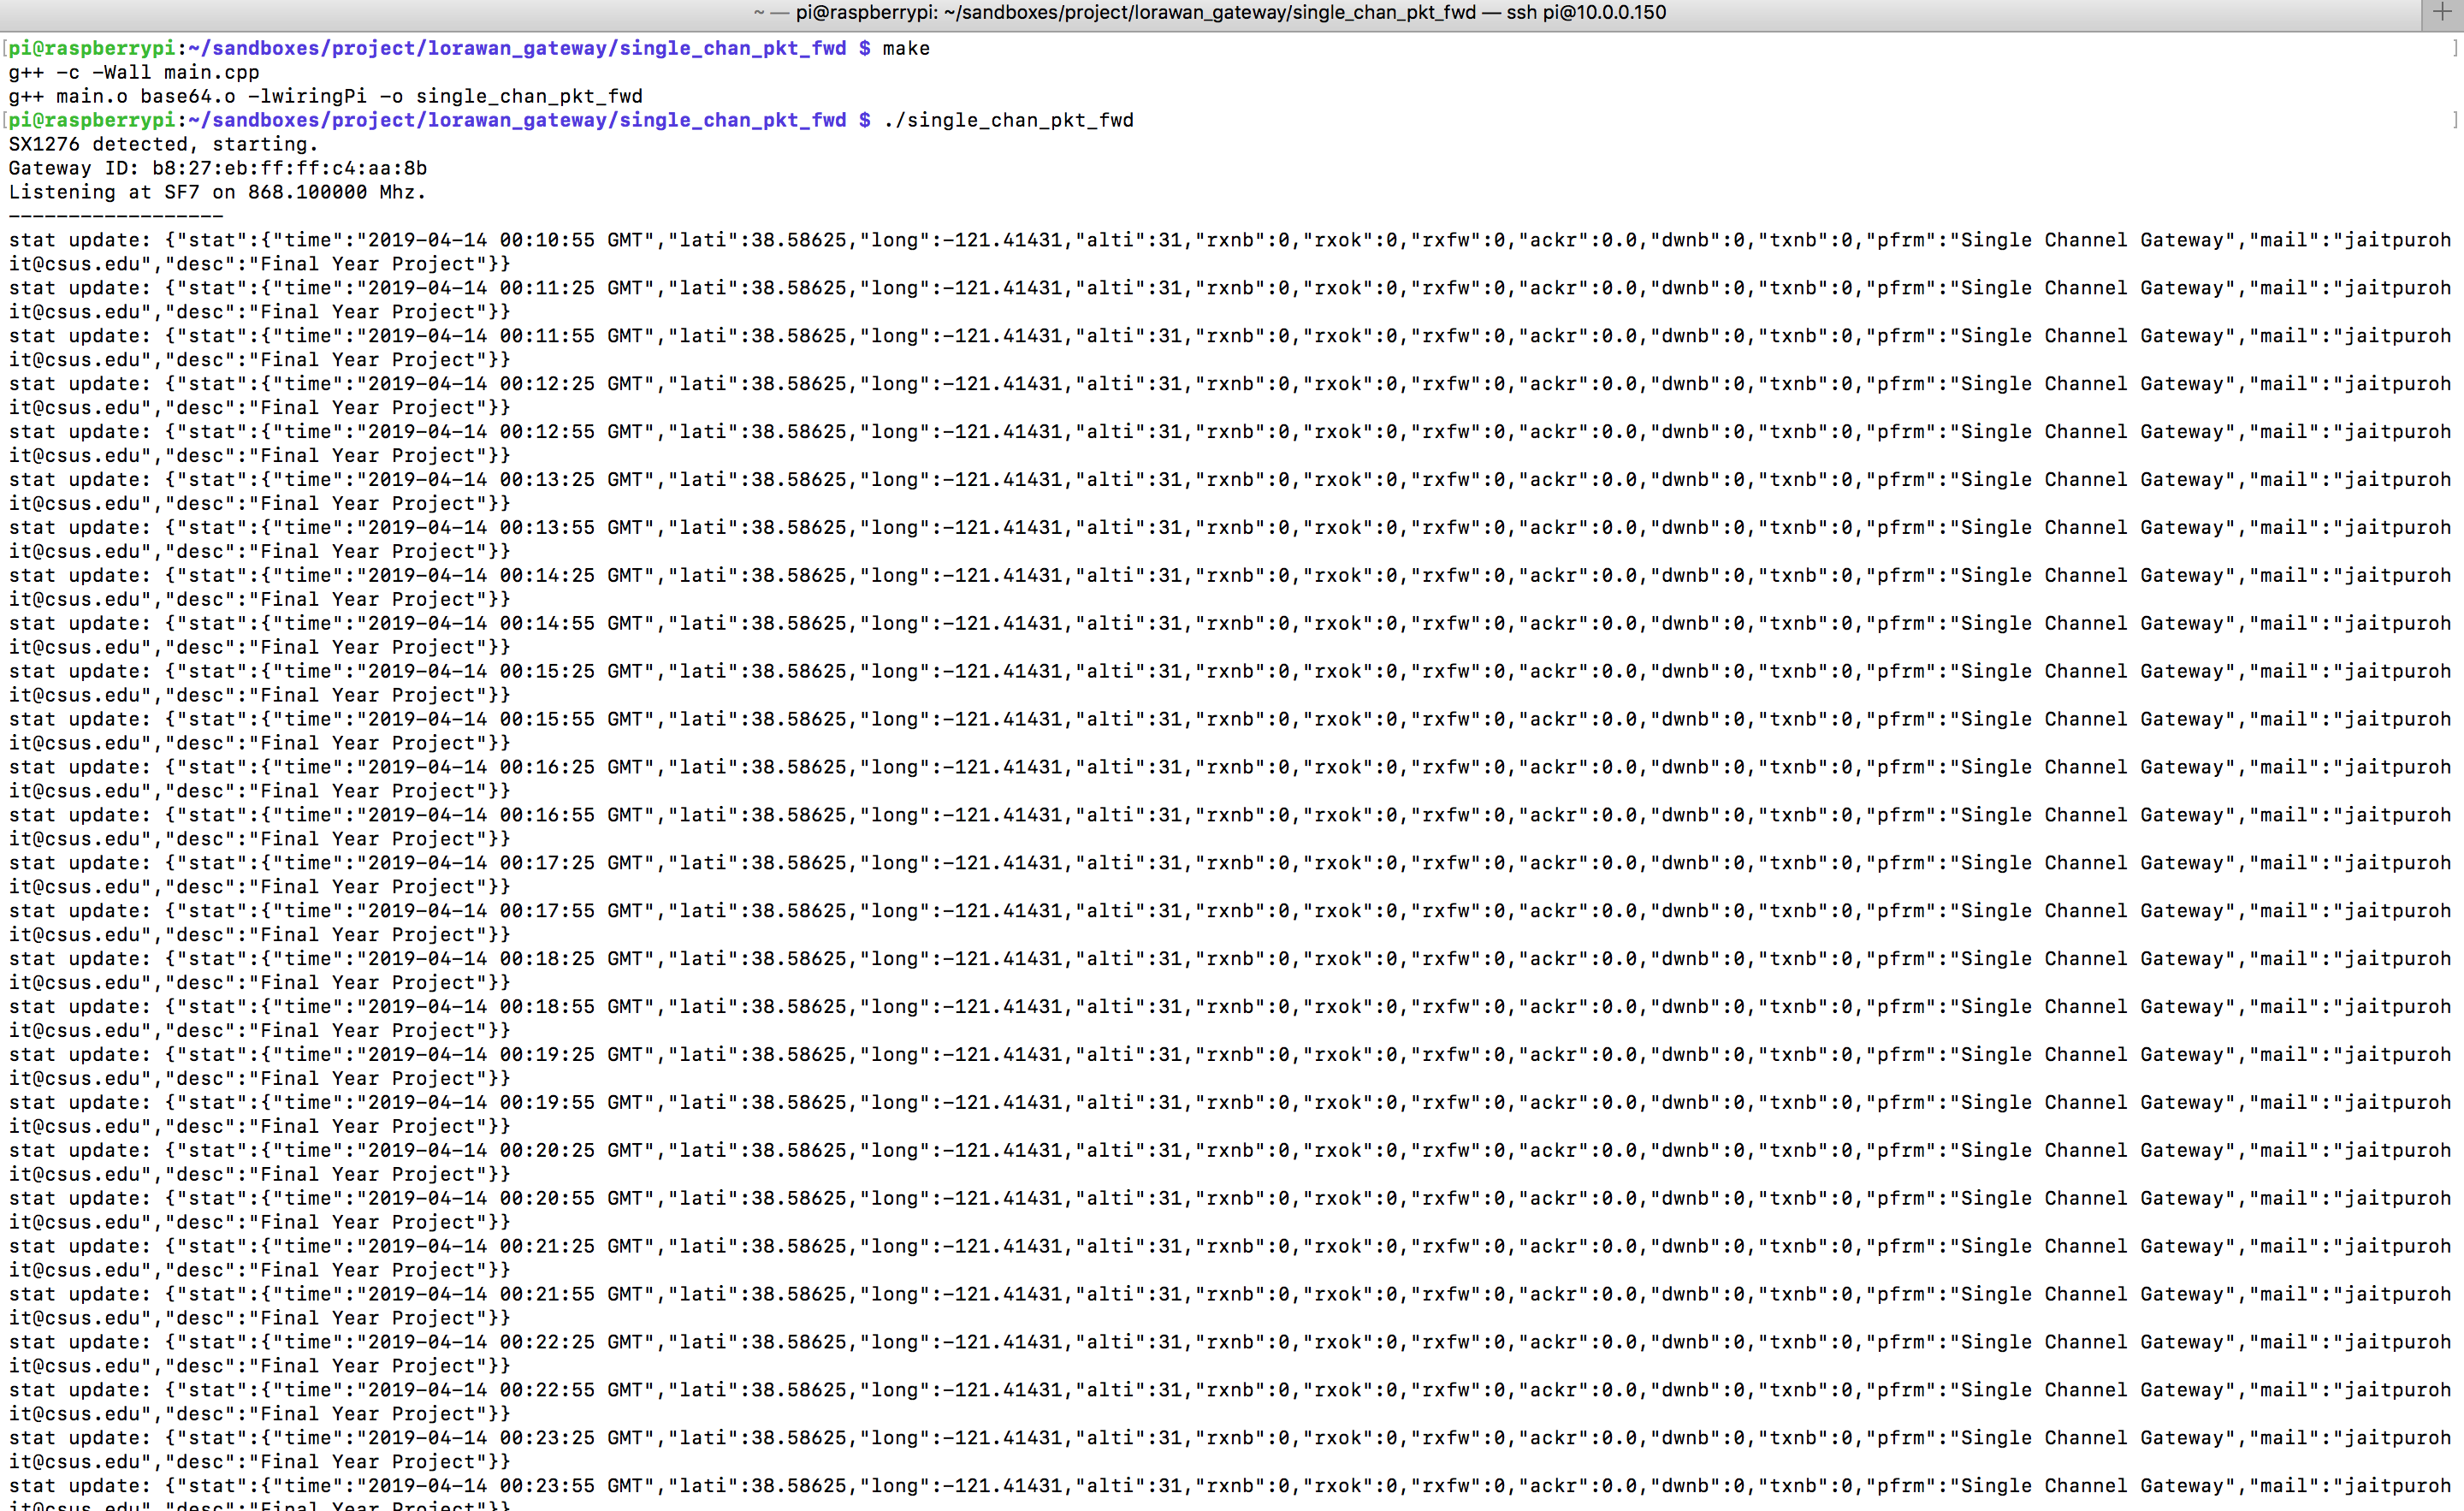 ~ — pi@raspberrypi: ~/sandboxes/project/lorawan_gateway/single_chan_pkt_fwd — ssh pi@10.0.0.150
[pi@raspberrypi:~/sandboxes/project/lorawan_gateway/single_chan_pkt_fwd $ make ]
g++ -c -Wall main.cpp
g++ main.o base64.o -lwiringPi -o single_chan_pkt_fwd
[pi@raspberrypi:~/sandboxes/project/lorawan_gateway/single_chan_pkt_fwd $ ./single_chan_pkt_fwd ]
SX1276 detected, starting.
Gateway ID: b8:27:eb:ff:ff:c4:aa:8b
Listening at SF7 on 868.100000 Mhz.
------------------
stat update: {"stat":{"time":"2019-04-14 00:10:55 GMT","lati":38.58625,"long":-121.41431,"alti":31,"rxnb":0,"rxok":0,"rxfw":0,"ackr":0.0,"dwnb":0,"txnb":0,"pfrm":"Single Channel Gateway","mail":"jaitpuroh
it@csus.edu","desc":"Final Year Project"}}
stat update: {"stat":{"time":"2019-04-14 00:11:25 GMT","lati":38.58625,"long":-121.41431,"alti":31,"rxnb":0,"rxok":0,"rxfw":0,"ackr":0.0,"dwnb":0,"txnb":0,"pfrm":"Single Channel Gateway","mail":"jaitpuroh
it@csus.edu","desc":"Final Year Project"}}
stat update: {"stat":{"time":"2019-04-14 00:11:55 GMT","lati":38.58625,"long":-121.41431,"alti":31,"rxnb":0,"rxok":0,"rxfw":0,"ackr":0.0,"dwnb":0,"txnb":0,"pfrm":"Single Channel Gateway","mail":"jaitpuroh
it@csus.edu","desc":"Final Year Project"}}
stat update: {"stat":{"time":"2019-04-14 00:12:25 GMT","lati":38.58625,"long":-121.41431,"alti":31,"rxnb":0,"rxok":0,"rxfw":0,"ackr":0.0,"dwnb":0,"txnb":0,"pfrm":"Single Channel Gateway","mail":"jaitpuroh
it@csus.edu","desc":"Final Year Project"}}
stat update: {"stat":{"time":"2019-04-14 00:12:55 GMT","lati":38.58625,"long":-121.41431,"alti":31,"rxnb":0,"rxok":0,"rxfw":0,"ackr":0.0,"dwnb":0,"txnb":0,"pfrm":"Single Channel Gateway","mail":"jaitpuroh
it@csus.edu","desc":"Final Year Project"}}
stat update: {"stat":{"time":"2019-04-14 00:13:25 GMT","lati":38.58625,"long":-121.41431,"alti":31,"rxnb":0,"rxok":0,"rxfw":0,"ackr":0.0,"dwnb":0,"txnb":0,"pfrm":"Single Channel Gateway","mail":"jaitpuroh
it@csus.edu","desc":"Final Year Project"}}
stat update: {"stat":{"time":"2019-04-14 00:13:55 GMT","lati":38.58625,"long":-121.41431,"alti":31,"rxnb":0,"rxok":0,"rxfw":0,"ackr":0.0,"dwnb":0,"txnb":0,"pfrm":"Single Channel Gateway","mail":"jaitpuroh
it@csus.edu","desc":"Final Year Project"}}
stat update: {"stat":{"time":"2019-04-14 00:14:25 GMT","lati":38.58625,"long":-121.41431,"alti":31,"rxnb":0,"rxok":0,"rxfw":0,"ackr":0.0,"dwnb":0,"txnb":0,"pfrm":"Single Channel Gateway","mail":"jaitpuroh
it@csus.edu","desc":"Final Year Project"}}
stat update: {"stat":{"time":"2019-04-14 00:14:55 GMT","lati":38.58625,"long":-121.41431,"alti":31,"rxnb":0,"rxok":0,"rxfw":0,"ackr":0.0,"dwnb":0,"txnb":0,"pfrm":"Single Channel Gateway","mail":"jaitpuroh
it@csus.edu","desc":"Final Year Project"}}
stat update: {"stat":{"time":"2019-04-14 00:15:25 GMT","lati":38.58625,"long":-121.41431,"alti":31,"rxnb":0,"rxok":0,"rxfw":0,"ackr":0.0,"dwnb":0,"txnb":0,"pfrm":"Single Channel Gateway","mail":"jaitpuroh
it@csus.edu","desc":"Final Year Project"}}
stat update: {"stat":{"time":"2019-04-14 00:15:55 GMT","lati":38.58625,"long":-121.41431,"alti":31,"rxnb":0,"rxok":0,"rxfw":0,"ackr":0.0,"dwnb":0,"txnb":0,"pfrm":"Single Channel Gateway","mail":"jaitpuroh
it@csus.edu","desc":"Final Year Project"}}
stat update: {"stat":{"time":"2019-04-14 00:16:25 GMT","lati":38.58625,"long":-121.41431,"alti":31,"rxnb":0,"rxok":0,"rxfw":0,"ackr":0.0,"dwnb":0,"txnb":0,"pfrm":"Single Channel Gateway","mail":"jaitpuroh
it@csus.edu","desc":"Final Year Project"}}
stat update: {"stat":{"time":"2019-04-14 00:16:55 GMT","lati":38.58625,"long":-121.41431,"alti":31,"rxnb":0,"rxok":0,"rxfw":0,"ackr":0.0,"dwnb":0,"txnb":0,"pfrm":"Single Channel Gateway","mail":"jaitpuroh
it@csus.edu","desc":"Final Year Project"}}
stat update: {"stat":{"time":"2019-04-14 00:17:25 GMT","lati":38.58625,"long":-121.41431,"alti":31,"rxnb":0,"rxok":0,"rxfw":0,"ackr":0.0,"dwnb":0,"txnb":0,"pfrm":"Single Channel Gateway","mail":"jaitpuroh
it@csus.edu","desc":"Final Year Project"}}
stat update: {"stat":{"time":"2019-04-14 00:17:55 GMT","lati":38.58625,"long":-121.41431,"alti":31,"rxnb":0,"rxok":0,"rxfw":0,"ackr":0.0,"dwnb":0,"txnb":0,"pfrm":"Single Channel Gateway","mail":"jaitpuroh
it@csus.edu","desc":"Final Year Project"}}
stat update: {"stat":{"time":"2019-04-14 00:18:25 GMT","lati":38.58625,"long":-121.41431,"alti":31,"rxnb":0,"rxok":0,"rxfw":0,"ackr":0.0,"dwnb":0,"txnb":0,"pfrm":"Single Channel Gateway","mail":"jaitpuroh
it@csus.edu","desc":"Final Year Project"}}
stat update: {"stat":{"time":"2019-04-14 00:18:55 GMT","lati":38.58625,"long":-121.41431,"alti":31,"rxnb":0,"rxok":0,"rxfw":0,"ackr":0.0,"dwnb":0,"txnb":0,"pfrm":"Single Channel Gateway","mail":"jaitpuroh
it@csus.edu","desc":"Final Year Project"}}
stat update: {"stat":{"time":"2019-04-14 00:19:25 GMT","lati":38.58625,"long":-121.41431,"alti":31,"rxnb":0,"rxok":0,"rxfw":0,"ackr":0.0,"dwnb":0,"txnb":0,"pfrm":"Single Channel Gateway","mail":"jaitpuroh
it@csus.edu","desc":"Final Year Project"}}
stat update: {"stat":{"time":"2019-04-14 00:19:55 GMT","lati":38.58625,"long":-121.41431,"alti":31,"rxnb":0,"rxok":0,"rxfw":0,"ackr":0.0,"dwnb":0,"txnb":0,"pfrm":"Single Channel Gateway","mail":"jaitpuroh
it@csus.edu","desc":"Final Year Project"}}
stat update: {"stat":{"time":"2019-04-14 00:20:25 GMT","lati":38.58625,"long":-121.41431,"alti":31,"rxnb":0,"rxok":0,"rxfw":0,"ackr":0.0,"dwnb":0,"txnb":0,"pfrm":"Single Channel Gateway","mail":"jaitpuroh
it@csus.edu","desc":"Final Year Project"}}
stat update: {"stat":{"time":"2019-04-14 00:20:55 GMT","lati":38.58625,"long":-121.41431,"alti":31,"rxnb":0,"rxok":0,"rxfw":0,"ackr":0.0,"dwnb":0,"txnb":0,"pfrm":"Single Channel Gateway","mail":"jaitpuroh
it@csus.edu","desc":"Final Year Project"}}
stat update: {"stat":{"time":"2019-04-14 00:21:25 GMT","lati":38.58625,"long":-121.41431,"alti":31,"rxnb":0,"rxok":0,"rxfw":0,"ackr":0.0,"dwnb":0,"txnb":0,"pfrm":"Single Channel Gateway","mail":"jaitpuroh
it@csus.edu","desc":"Final Year Project"}}
stat update: {"stat":{"time":"2019-04-14 00:21:55 GMT","lati":38.58625,"long":-121.41431,"alti":31,"rxnb":0,"rxok":0,"rxfw":0,"ackr":0.0,"dwnb":0,"txnb":0,"pfrm":"Single Channel Gateway","mail":"jaitpuroh
it@csus.edu","desc":"Final Year Project"}}
stat update: {"stat":{"time":"2019-04-14 00:22:25 GMT","lati":38.58625,"long":-121.41431,"alti":31,"rxnb":0,"rxok":0,"rxfw":0,"ackr":0.0,"dwnb":0,"txnb":0,"pfrm":"Single Channel Gateway","mail":"jaitpuroh
it@csus.edu","desc":"Final Year Project"}}
stat update: {"stat":{"time":"2019-04-14 00:22:55 GMT","lati":38.58625,"long":-121.41431,"alti":31,"rxnb":0,"rxok":0,"rxfw":0,"ackr":0.0,"dwnb":0,"txnb":0,"pfrm":"Single Channel Gateway","mail":"jaitpuroh
it@csus.edu","desc":"Final Year Project"}}
stat update: {"stat":{"time":"2019-04-14 00:23:25 GMT","lati":38.58625,"long":-121.41431,"alti":31,"rxnb":0,"rxok":0,"rxfw":0,"ackr":0.0,"dwnb":0,"txnb":0,"pfrm":"Single Channel Gateway","mail":"jaitpuroh
it@csus.edu","desc":"Final Year Project"}}
stat update: {"stat":{"time":"2019-04-14 00:23:55 GMT","lati":38.58625,"long":-121.41431,"alti":31,"rxnb":0,"rxok":0,"rxfw":0,"ackr":0.0,"dwnb":0,"txnb":0,"pfrm":"Single Channel Gateway","mail":"jaitpuroh
it@csus.edu","desc":"Final Year Project"}}